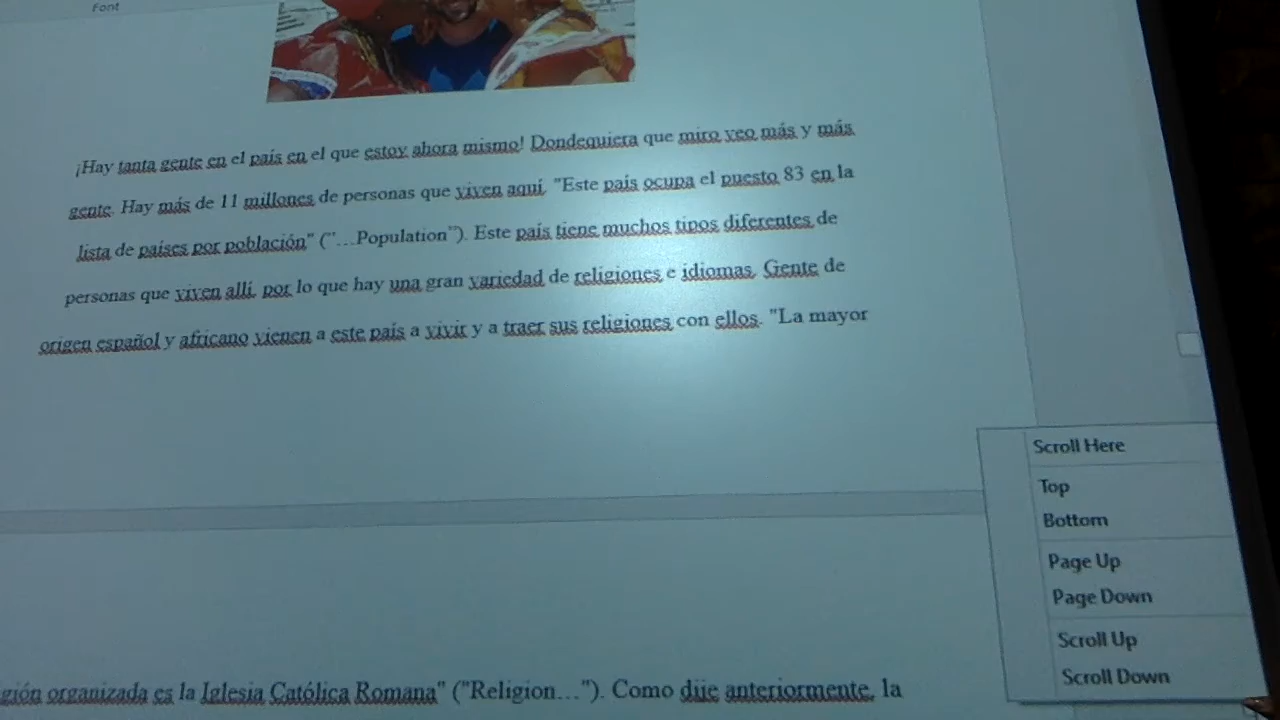 Font
¡Hay tanta gente en el país en el que estoy ahora mismo! Dondequiera que miro veo más y más
gente. Hay más de 11 millones de personas que viven aquí. "Este país ocupa el puesto 83 en la
lista de países por población" ("...Population"). Este país tiene muchos tipos diferentes de
personas que viven allí, por lo que hay una gran variedad de religiones e idiomas. Gente de
origen español y africano vienen a este país a vivir y a traer sus religiones con ellos. "La mayor
Scroll Here
Top
Bottom
Page Up
Page Down
Scroll Up
Scroll Down
gión organizada es la Iglesia Católica Romana" ("Religion..."). Como dije anteriormente, la